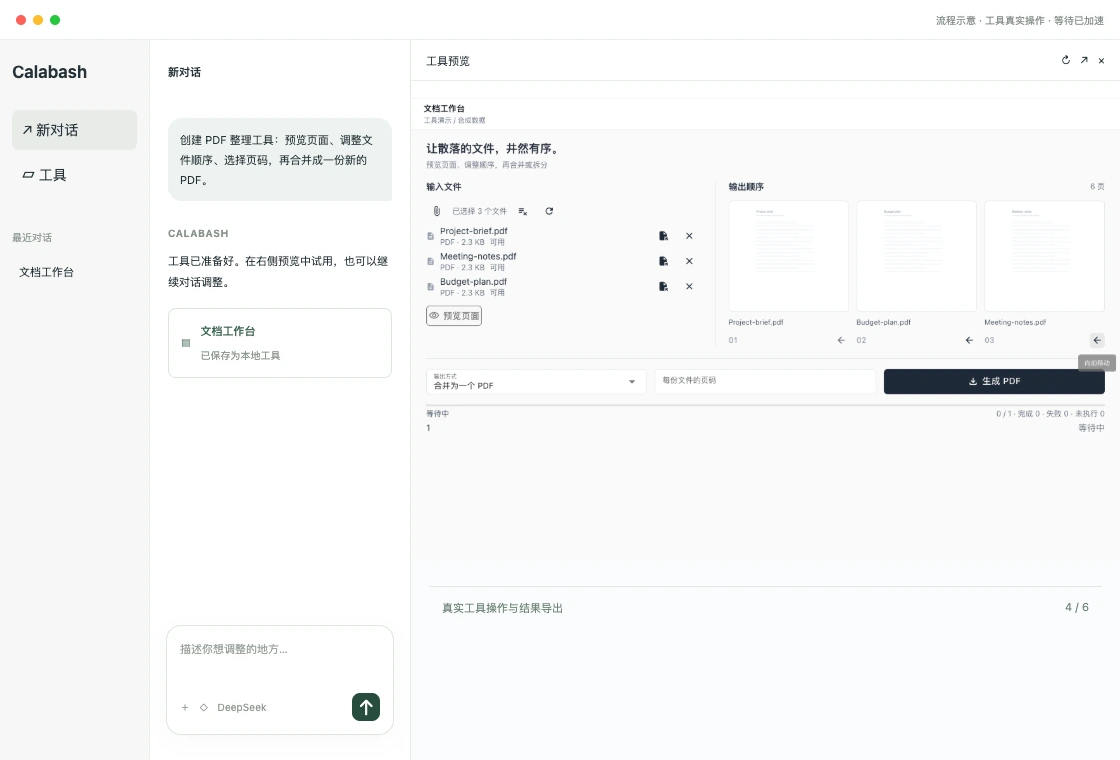 流程示意 · 工具真实操作 · 等待已加速
Calabash
新对话
工具
最近对话
文档工作台
新对话
创建 PDF 整理工具：预览页面、调整文
件顺序、选择页码，再合并成一份新的
PDF。
CALABASH
工具已准备好。在右侧预览中试用，也可以继
续对话调整。
文档工作台
已保存为本地工具
描述你想调整的地方...
DeepSeek
工具预览
文档工作台
工具演示 / 合成数据
让散落的文件，井然有序。
预览页面、调整顺序，再合并或拆分
输入文件
已选择 3 个文件
Project-brief.pdf
PDF · 2.3 KB 可用
Meeting-notes.pdf
PDF · 2.3 KB 可用
Budget-plan.pdf
PDF · 2.3 KB 可用
预览页面
输出顺序
6 页
Project-brief.pdf
01
Budget-plan.pdf
02
Meeting-notes.pdf
03
向前移动
输出方式
合并为一个 PDF
每份文件的页码
生成 PDF
等待中
0 / 1 · 完成 0 · 失败 0 · 未执行 0
1
等待中
真实工具操作与结果导出
4 / 6